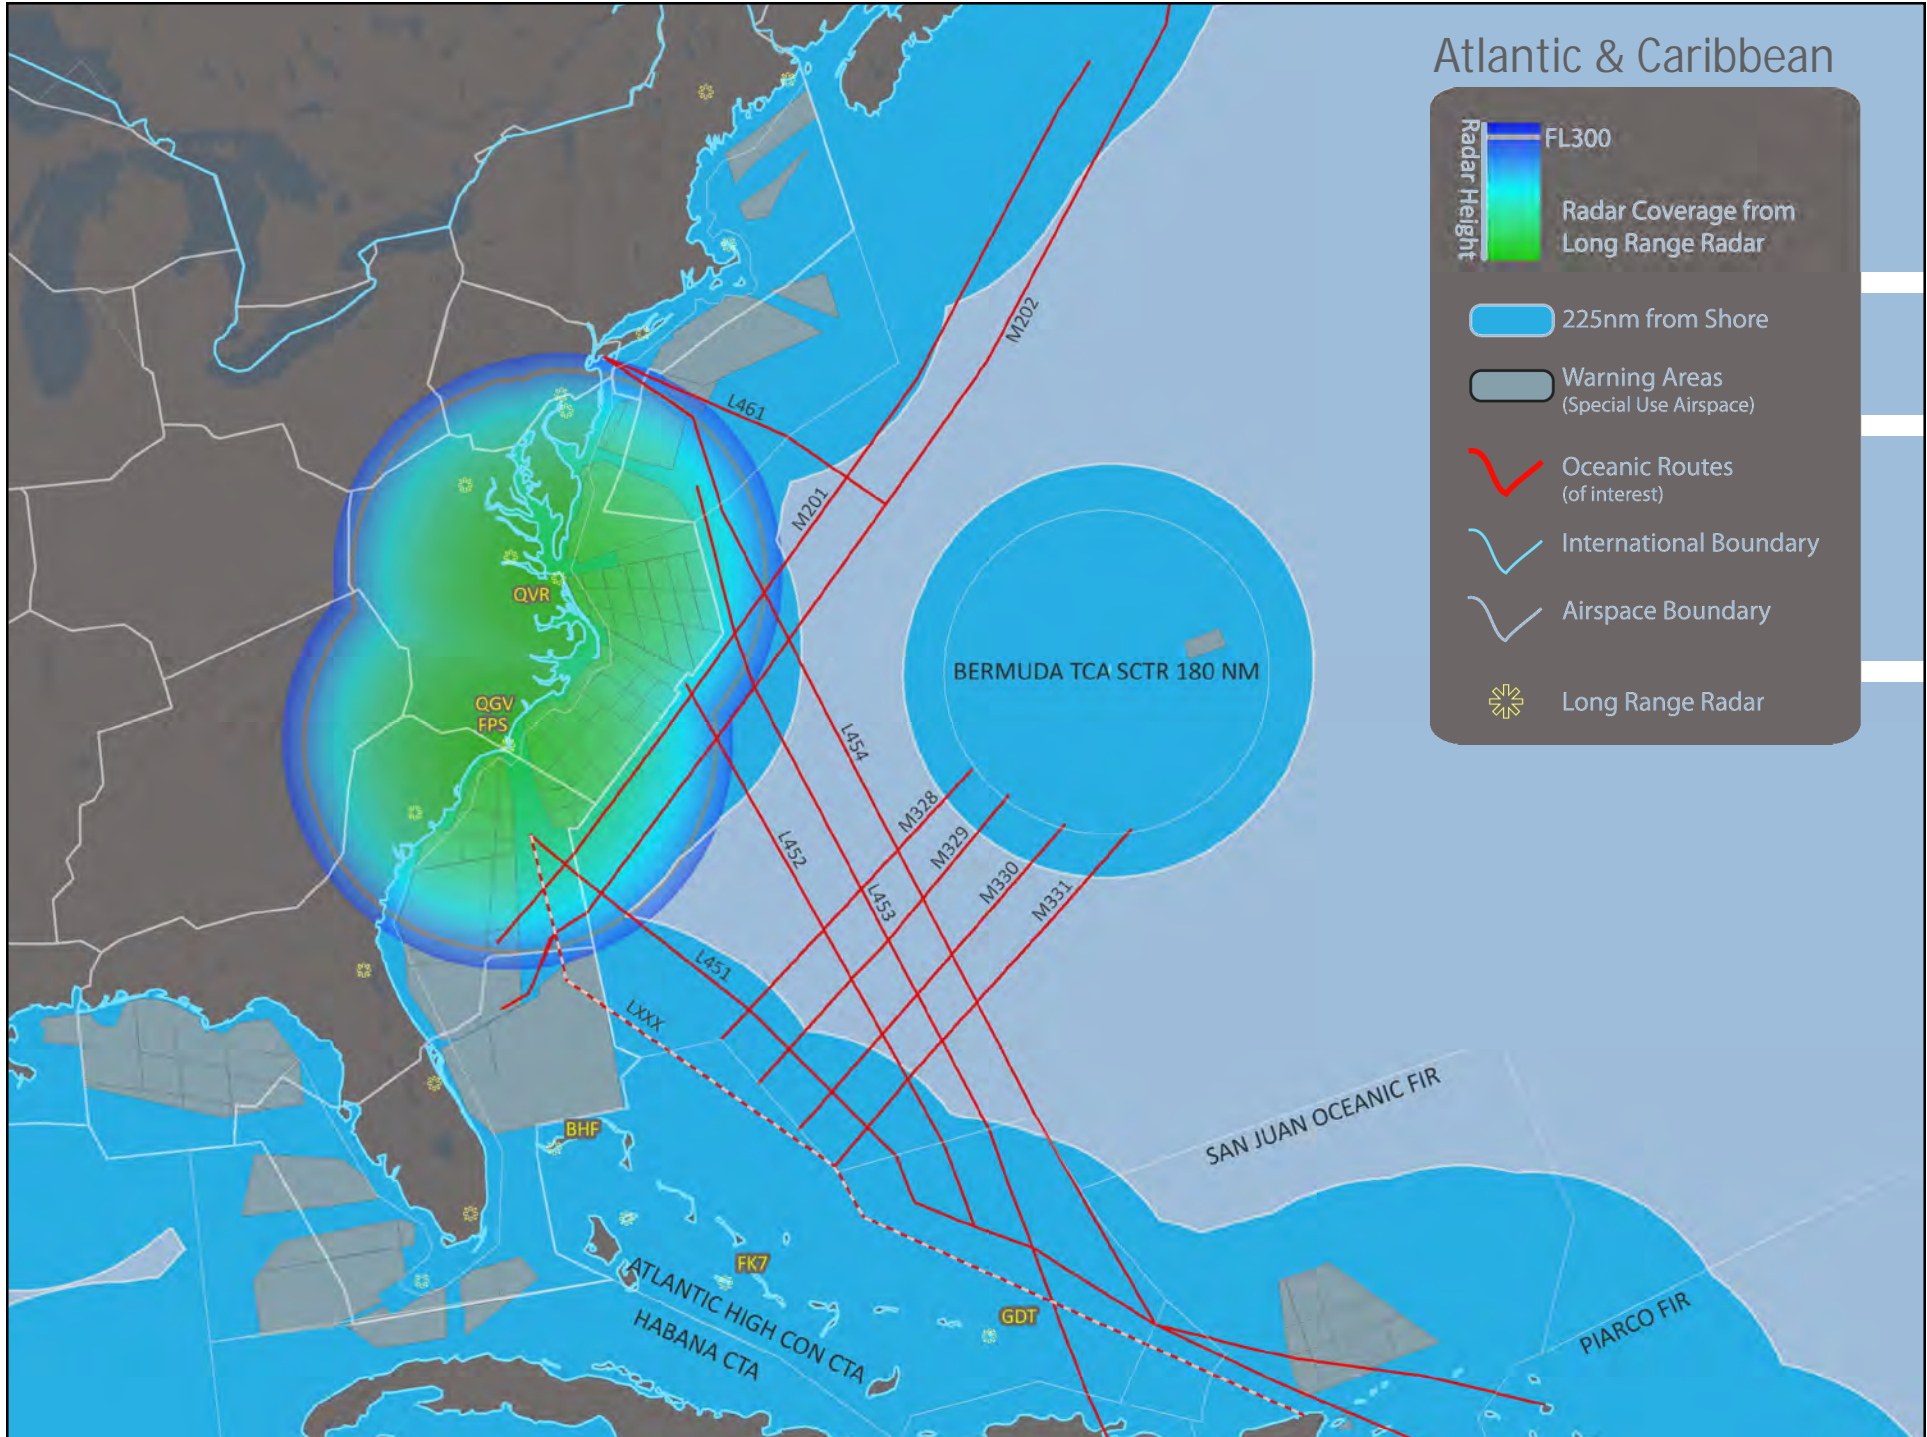 Atlantic & Caribbean
Radar Height
FL300
Radar Coverage from
Long Range Radar
225nm from Shore
Warning Areas
(Special Use Airspace)
Oceanic Routes
(of interest)
International Boundary
Airspace Boundary
Long Range Radar
M202
L461
M201
QVR
BERMUDA TCA SCTR 180 NM
QGV
FPS
L454
M328
M329
L452
M330
M331
L453
L451
LXXX
SAN JUAN OCEANIC FIR
BHF
FK7
ATLANTIC HIGH CON CTA
HABANA CTA
GDT
PIARCO FIR